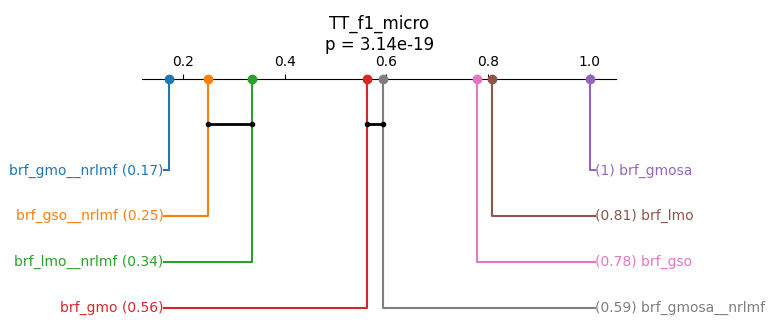 TT_f1_micro
p = 3.14e-19
0.2 0.4 0.6 0.8 1.0
brf_gmo__nrlmf (0.17) (1) brf_gmosa
brf_gso__nrlmf (0.25) (0.81) brf_lmo
brf_lmo__nrlmf (0.34) (0.78) brf_gso
brf_gmo (0.56) (0.59) brf_gmosa__nrlmf